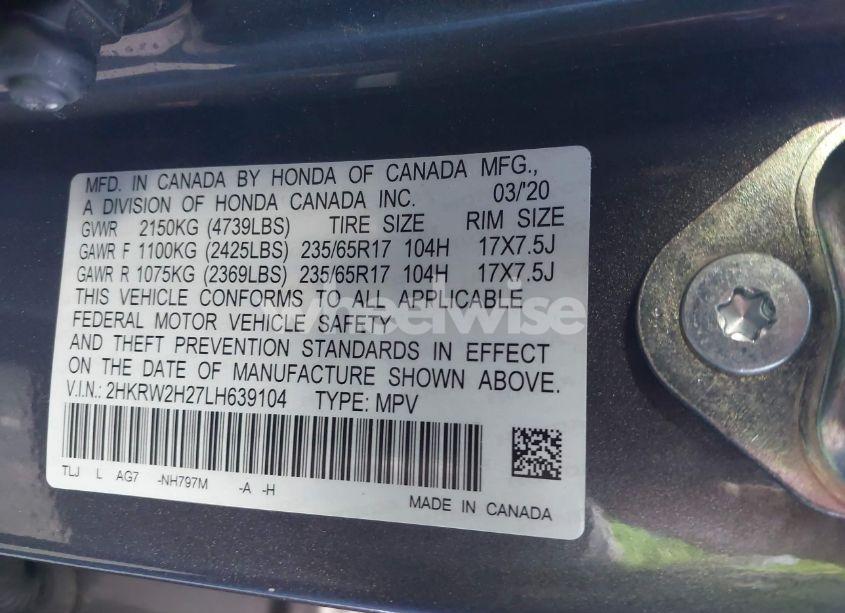 MFD. IN CANADA BY HONDA OF CANADA MFG.,
A DIVISION OF HONDA CANADA INC. 03/'20
GVWR 2150KG (4739LBS) TIRE SIZE RIM SIZE
GAWR F 1100KG (2425LBS) 235/65R17 104H 17X7.5J
GAWR R 1075KG (2369LBS) 235/65R17 104H 17X7.5J
THIS VEHICLE CONFORMS TO ALL APPLICABLE
FEDERAL MOTOR VEHICLE SAFETY
AND THEFT PREVENTION STANDARDS IN EFFECT
ON THE DATE OF MANUFACTURE SHOWN ABOVE.
V.I.N.: 2HKRW2H27LH639104 TYPE: MPV
TLJ L AG7 -NH797M -A -H
MADE IN CANADA
wheelwise